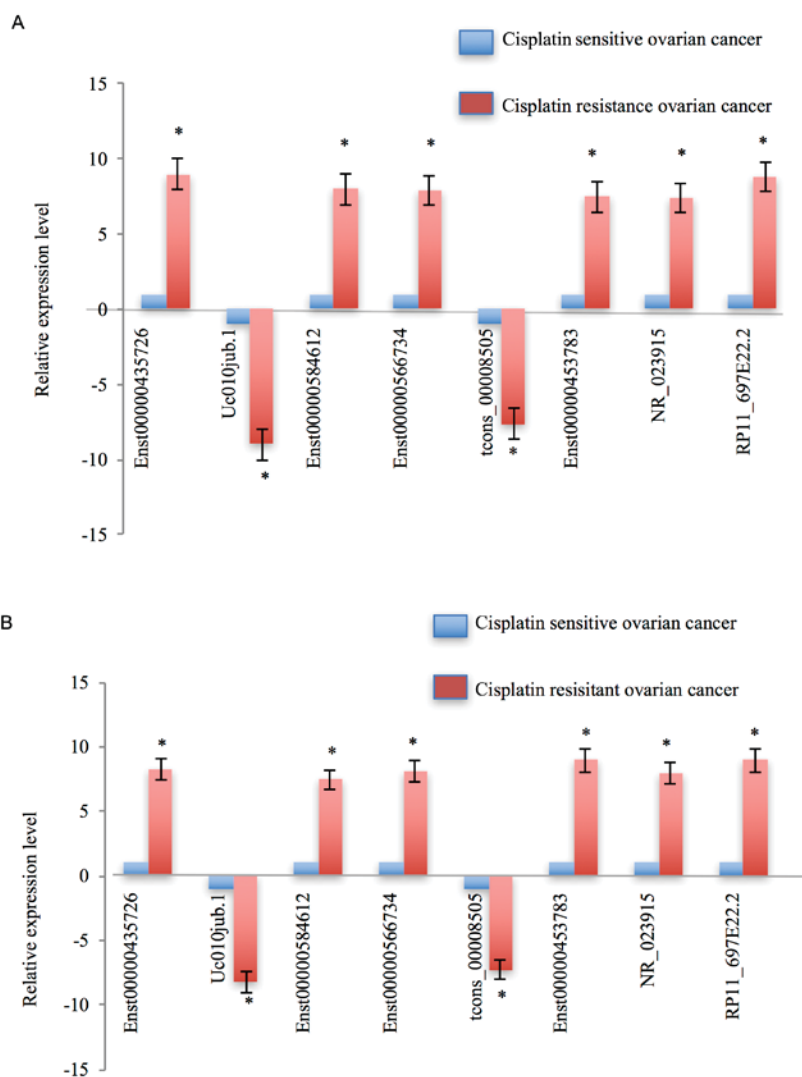 A
Cisplatin sensitive ovarian cancer
Cisplatin resistance ovarian cancer
Relative expression level
15
10
5
0
-5
-10
-15
Enst00000435726
Uc010jub.1
Enst00000584612
Enst00000566734
tcons_00008505
Enst00000453783
NR_023915
RP11_697E22.2
*
*
*
*
*
*
*
*
B
Cisplatin sensitive ovarian cancer
Cisplatin resisitant ovarian cancer
Relative expression level
15
10
5
0
-5
-10
-15
Enst00000435726
Uc010jub.1
Enst00000584612
Enst00000566734
tcons_00008505
Enst00000453783
NR_023915
RP11_697E22.2
*
*
*
*
*
*
*
*